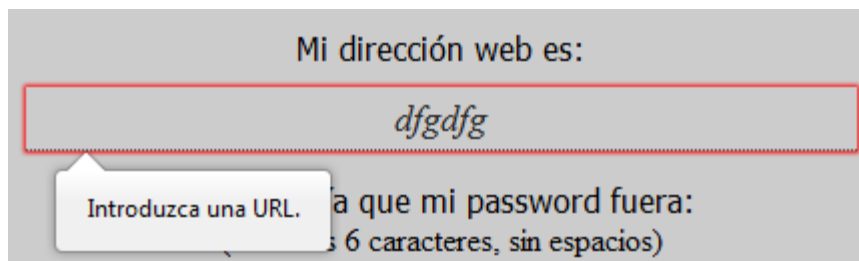 Mi dirección web es:
dfgdfg
Introduzca una URL.
que mi password fuera:
6 caracteres, sin espacios)